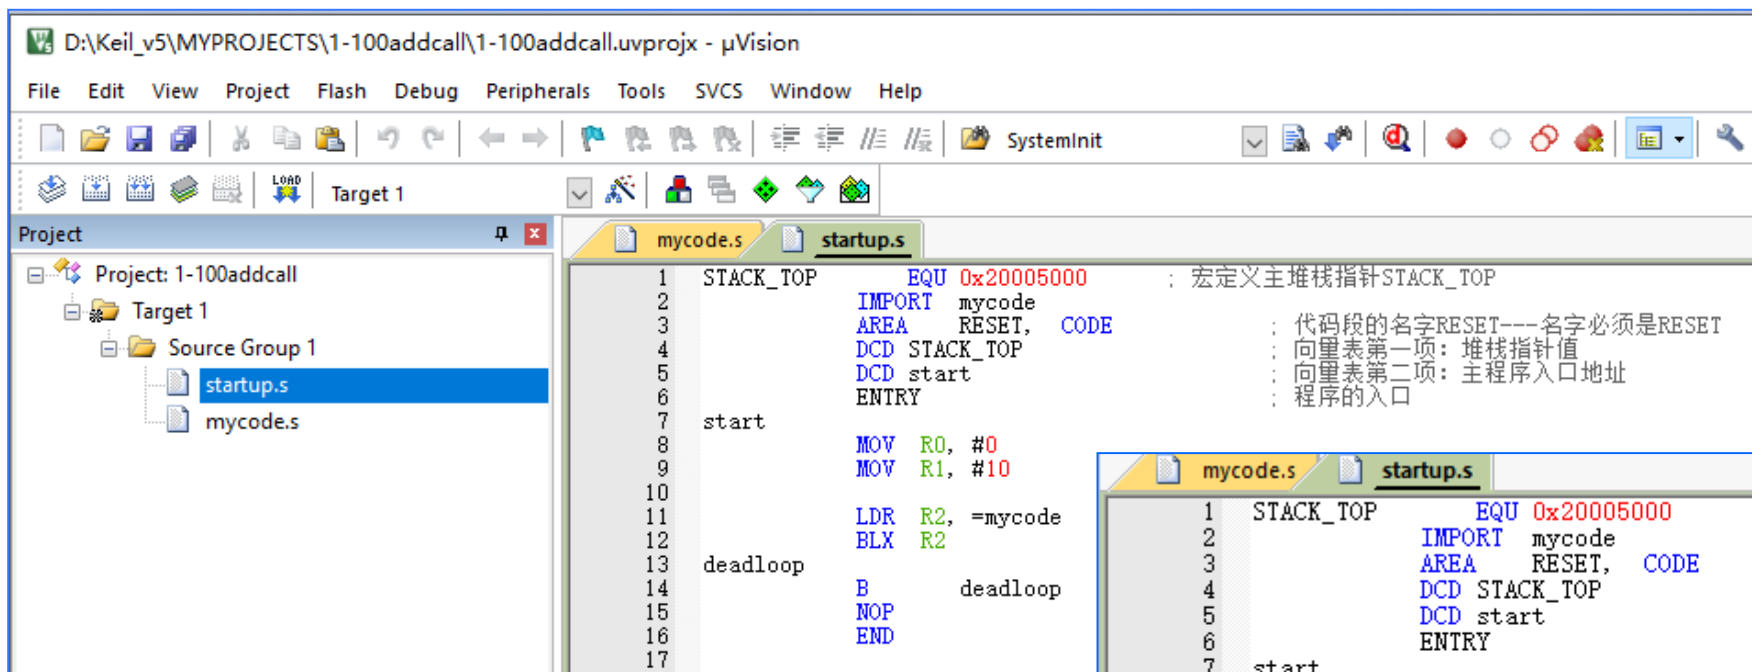 D:\Keil_v5\MYPROJECTS\1-100addcall\1-100addcall.uvprojx - µVision
File Edit View Project Flash Debug Peripherals Tools SVCS Window Help
SystemInit
LOAD Target 1
Project
Project: 1-100addcall
Target 1
Source Group 1
startup.s
mycode.s
mycode.s startup.s
1 STACK_TOP EQU 0x20005000 ; 宏定义主堆栈指针STACK_TOP
2 IMPORT mycode
3 AREA RESET, CODE ; 代码段的名字RESET---名字必须是RESET
4 DCD STACK_TOP ; 向量表第一项：堆栈指针值
5 DCD start ; 向量表第二项：主程序入口地址
6 ENTRY ; 程序的入口
7 start
8 MOV R0, #0
9 MOV R1, #10
10
11 LDR R2, =mycode
12 BLX R2
13 deadloop
14 B deadloop
15 NOP
16 END
17
mycode.s startup.s
1 STACK_TOP EQU 0x20005000
2 IMPORT mycode
3 AREA RESET, CODE
4 DCD STACK_TOP
5 DCD start
6 ENTRY
7 start